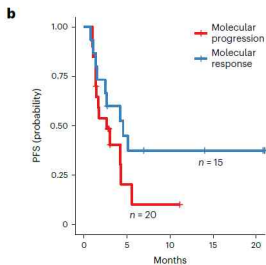 b
Molecular
progression
Molecular
response
1.00
0.75
0.50
0.25
0
PFS (probability)
n = 15
n = 20
0 5 10 15 20
Months